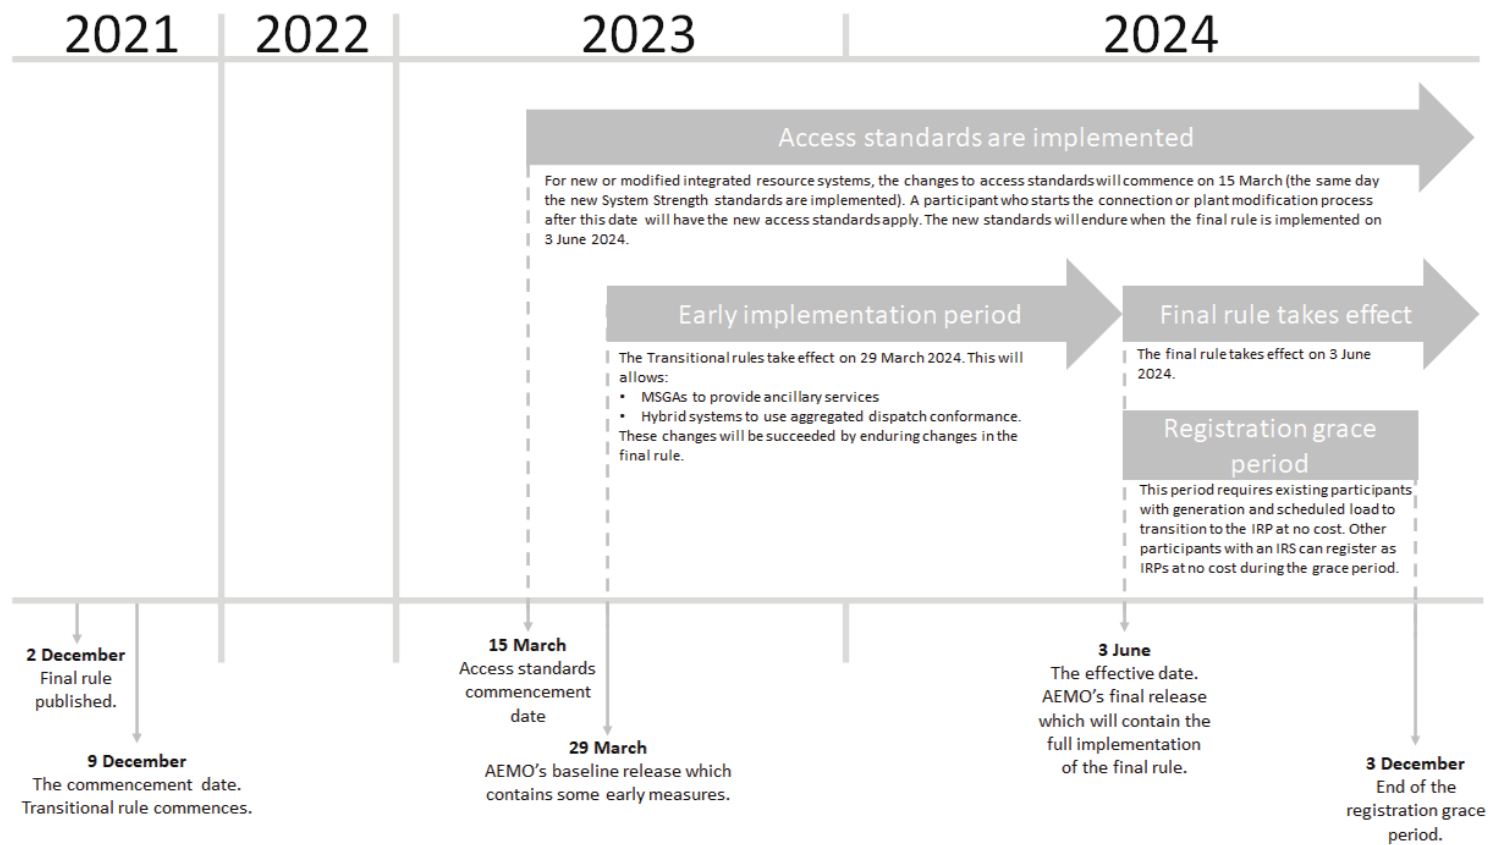 2021
2022
2023
2024
Access standards are implemented
For new or modified integrated resource systems, the changes to access standards will commence on 15 March (the same day
the new System Strength standards are implemented). A participant who starts the connection or plant modification process
after this date will have the new access standards apply. The new standards will endure when the final rule is implemented on
3 June 2024.
Early implementation period
The Transitional rules take effect on 29 March 2024. This will
allows:
• MSGAs to provide ancillary services
• Hybrid systems to use aggregated dispatch conformance.
These changes will be succeeded by enduring changes in the
final rule.
Final rule takes effect
The final rule takes effect on 3 June
2024.
Registration grace
period
This period requires existing participants
with generation and scheduled load to
transition to the IRP at no cost. Other
participants with an IRS can register as
IRPs at no cost during the grace period.
2 December
Final rule
published.
9 December
The commencement date.
Transitional rule commences.
15 March
Access standards
commencement
date
29 March
AEMO's baseline release which
contains some early measures.
3 June
The effective date.
AEMO's final release
which will contain the
full implementation
of the final rule.
3 December
End of the
registration grace
period.